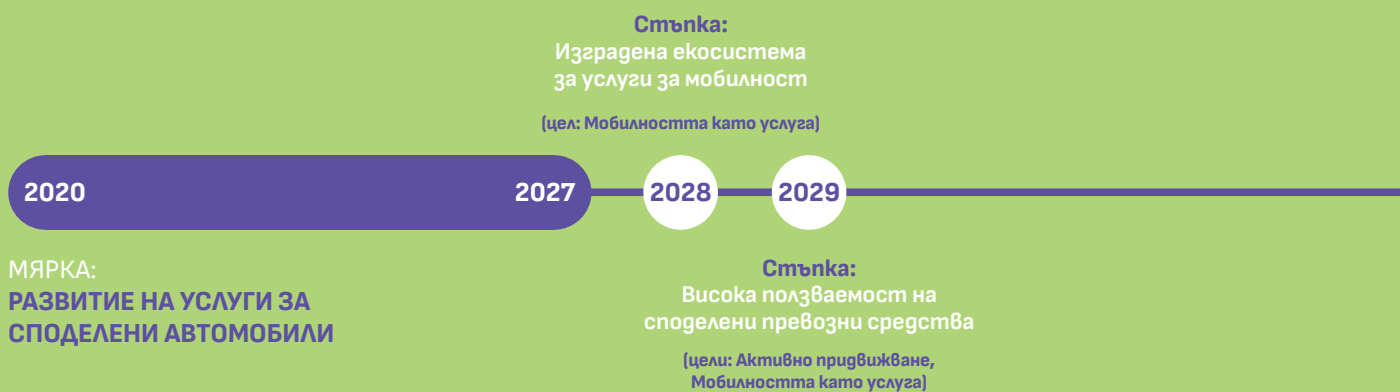 Стъпка:
Изградена екосистема
за услуги за мобилност
(цел: Мобилността като услуга)
2020
2027
2028
2029
МЯРКА:
РАЗВИТИЕ НА УСЛУГИ ЗА
СПОДЕЛЕНИ АВТОМОБИЛИ
Стъпка:
Висока ползваемост на
споделени превозни средства
(цели: Активно придвижване,
Мобилността като услуга)